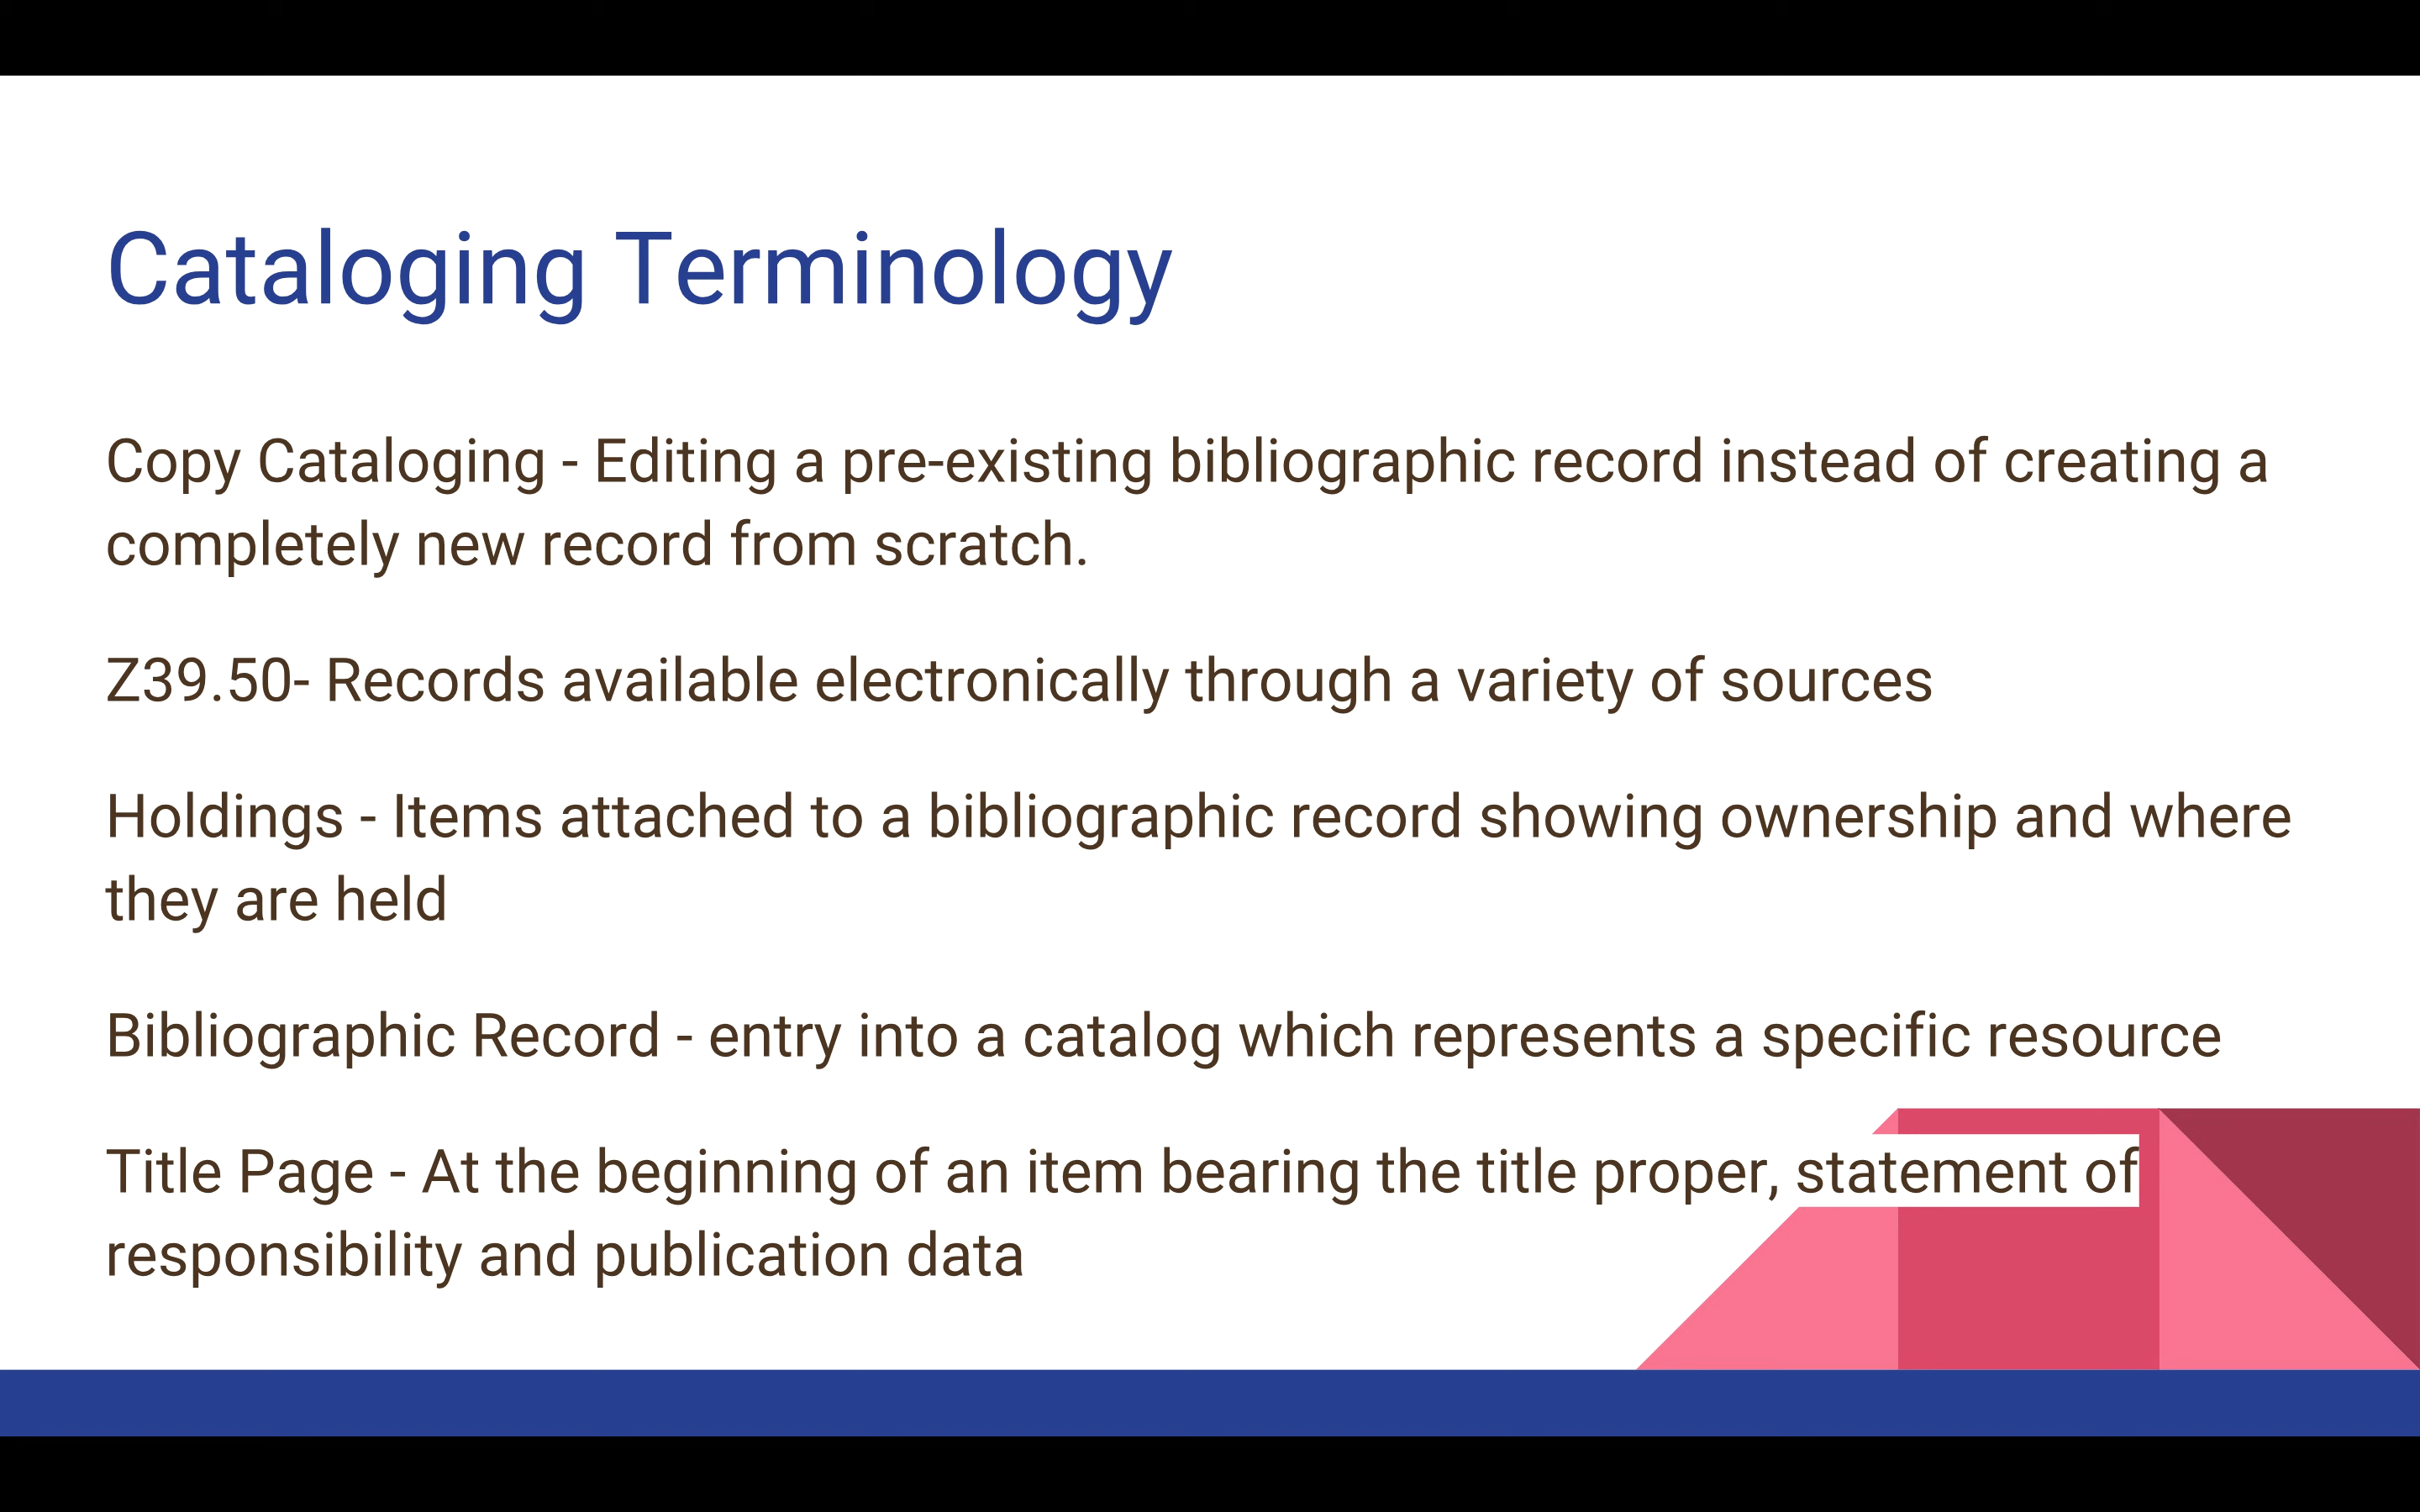 Cataloging Terminology
Copy Cataloging - Editing a pre-existing bibliographic record instead of creating a
completely new record from scratch.
Z39.50- Records available electronically through a variety of sources
Holdings - Items attached to a bibliographic record showing ownership and where
they are held
Bibliographic Record - entry into a catalog which represents a specific resource
Title Page - At the beginning of an item bearing the title proper, statement of
responsibility and publication data